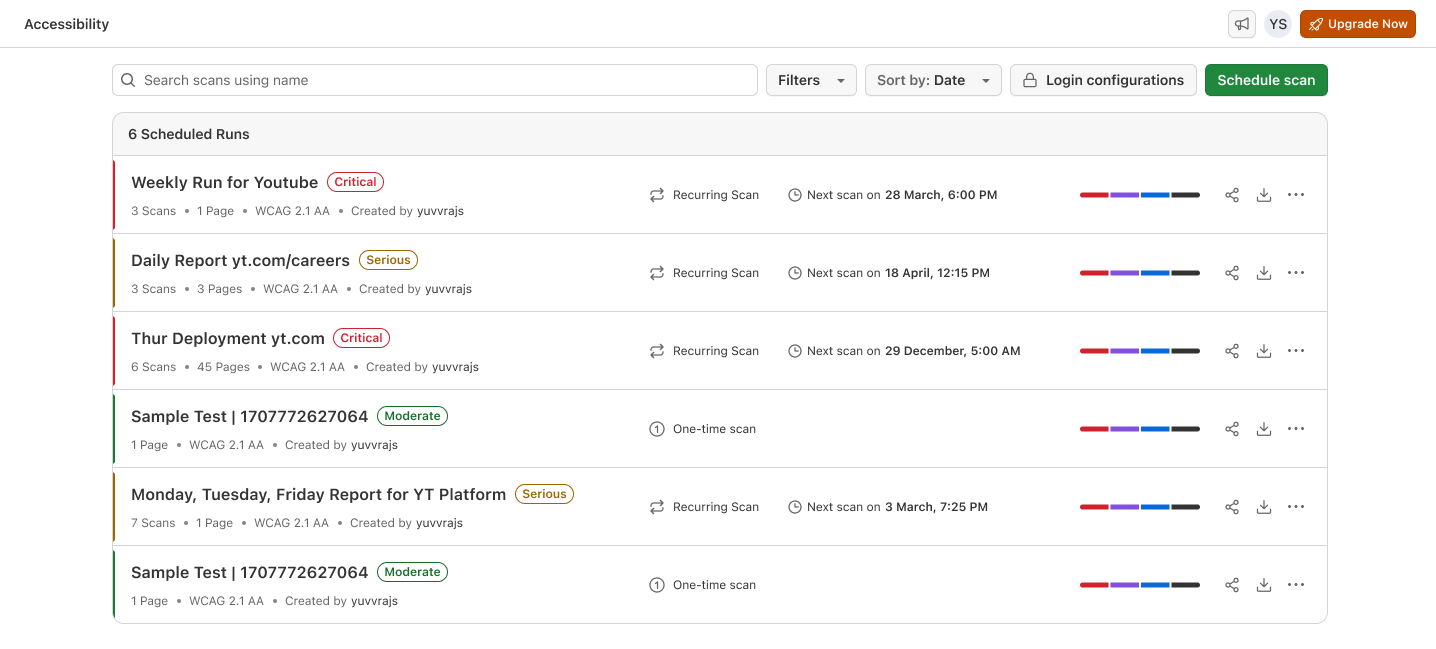 Accessibility
YS
Upgrade Now
Search scans using name
Filters
Sort by: Date
Login configurations
Schedule scan
6 Scheduled Runs
Weekly Run for Youtube Critical
3 Scans • 1 Page • WCAG 2.1 AA • Created by yuvvrajs
Recurring Scan
Next scan on 28 March, 6:00 PM
Daily Report yt.com/careers Serious
3 Scans • 3 Pages • WCAG 2.1 AA • Created by yuvvrajs
Recurring Scan
Next scan on 18 April, 12:15 PM
Thur Deployment yt.com Critical
6 Scans • 45 Pages • WCAG 2.1 AA • Created by yuvvrajs
Recurring Scan
Next scan on 29 December, 5:00 AM
Sample Test | 1707772627064 Moderate
1 Page • WCAG 2.1 AA • Created by yuvvrajs
1 One-time scan
Monday, Tuesday, Friday Report for YT Platform Serious
7 Scans • 1 Page • WCAG 2.1 AA • Created by yuvvrajs
Recurring Scan
Next scan on 3 March, 7:25 PM
Sample Test | 1707772627064 Moderate
1 Page • WCAG 2.1 AA • Created by yuvvrajs
1 One-time scan